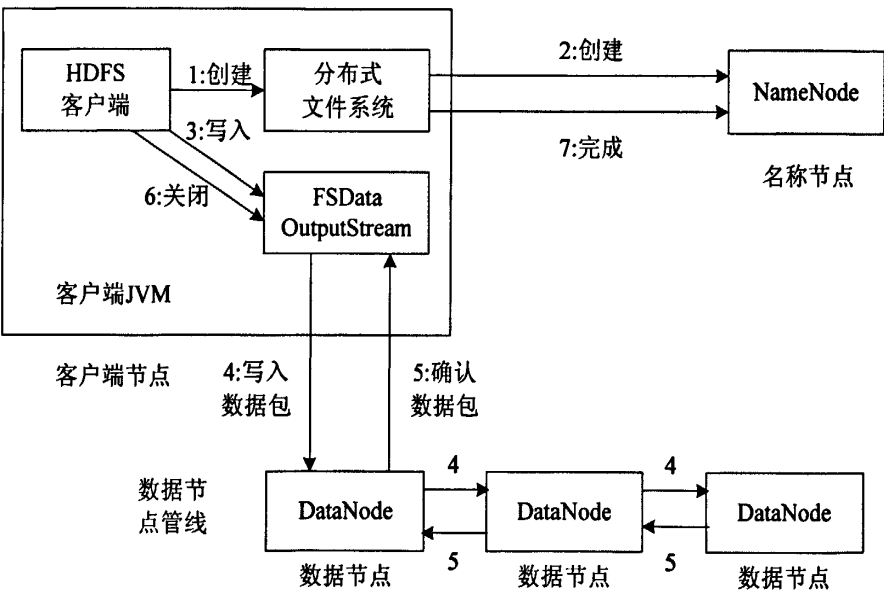 HDFS
客户端
1:创建
分布式
文件系统
2:创建
NameNode
7:完成
名称节点
3:写入
6:关闭
FSData
OutputStream
客户端JVM
客户端节点
4:写入
数据包
5:确认
数据包
数据节
点管线
DataNode
4
DataNode
4
DataNode
5
5
数据节点
数据节点
数据节点